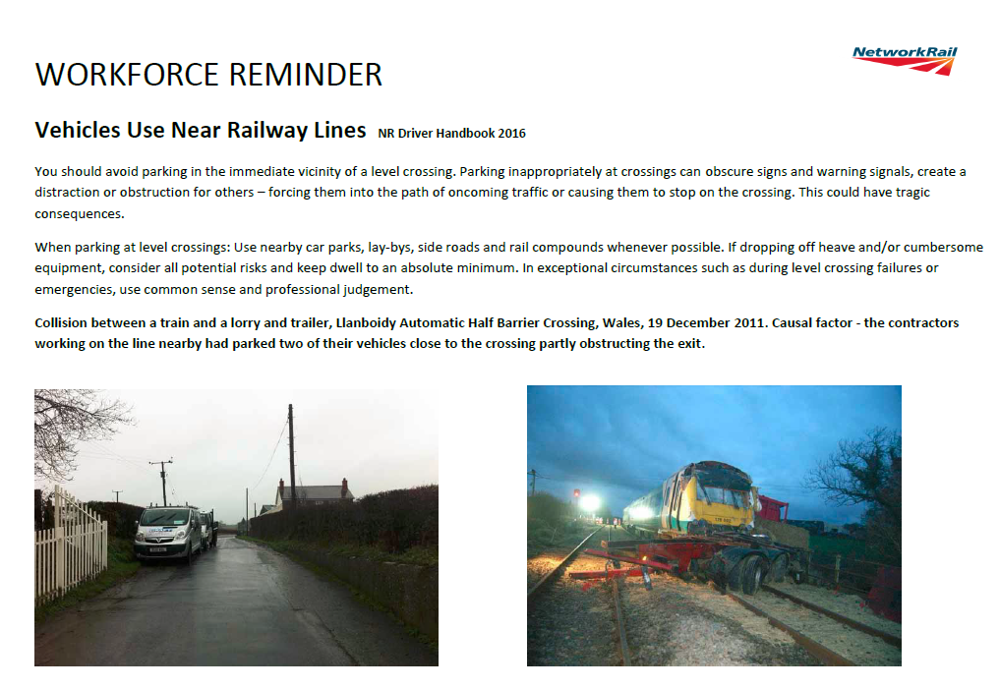 NetworkRail
WORKFORCE REMINDER
Vehicles Use Near Railway Lines NR Driver Handbook 2016
You should avoid parking in the immediate vicinity of a level crossing. Parking inappropriately at crossings can obscure signs and warning signals, create a
distraction or obstruction for others – forcing them into the path of oncoming traffic or causing them to stop on the crossing. This could have tragic
consequences.
When parking at level crossings: Use nearby car parks, lay-bys, side roads and rail compounds whenever possible. If dropping off heave and/or cumbersome
equipment, consider all potential risks and keep dwell to an absolute minimum. In exceptional circumstances such as during level crossing failures or
emergencies, use common sense and professional judgement.
Collision between a train and a lorry and trailer, Llanboidy Automatic Half Barrier Crossing, Wales, 19 December 2011. Causal factor - the contractors
working on the line nearby had parked two of their vehicles close to the crossing partly obstructing the exit.